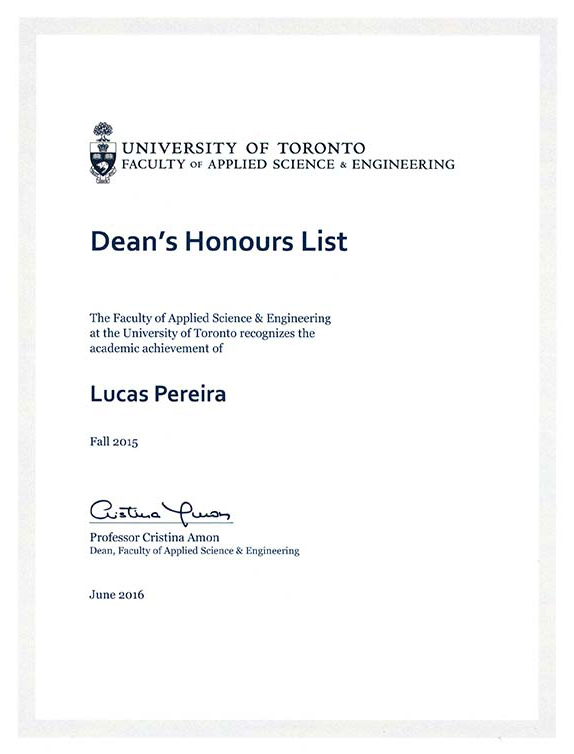 UNIVERSITY OF TORONTO
FACULTY OF APPLIED SCIENCE & ENGINEERING
Dean's Honours List
The Faculty of Applied Science & Engineering
at the University of Toronto recognizes the
academic achievement of
Lucas Pereira
Fall 2015
Cristina Amon
Professor Cristina Amon
Dean, Faculty of Applied Science & Engineering
June 2016